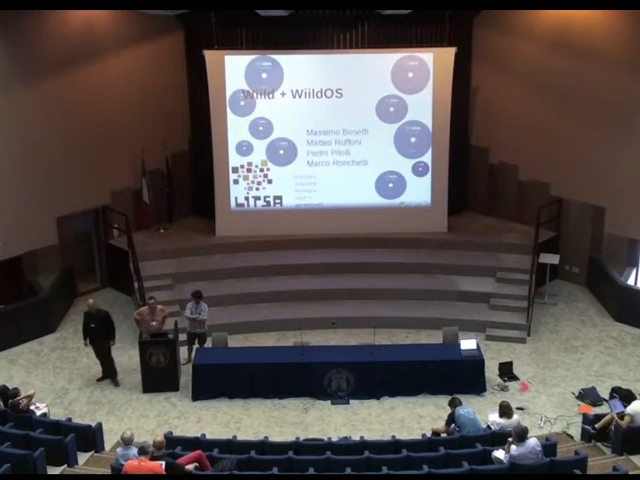 Wiild + WiildOS
Massimo Bosetti
Matteo Ruffoni
Pietro Pilolli
Marco Ronchetti
LiTSA